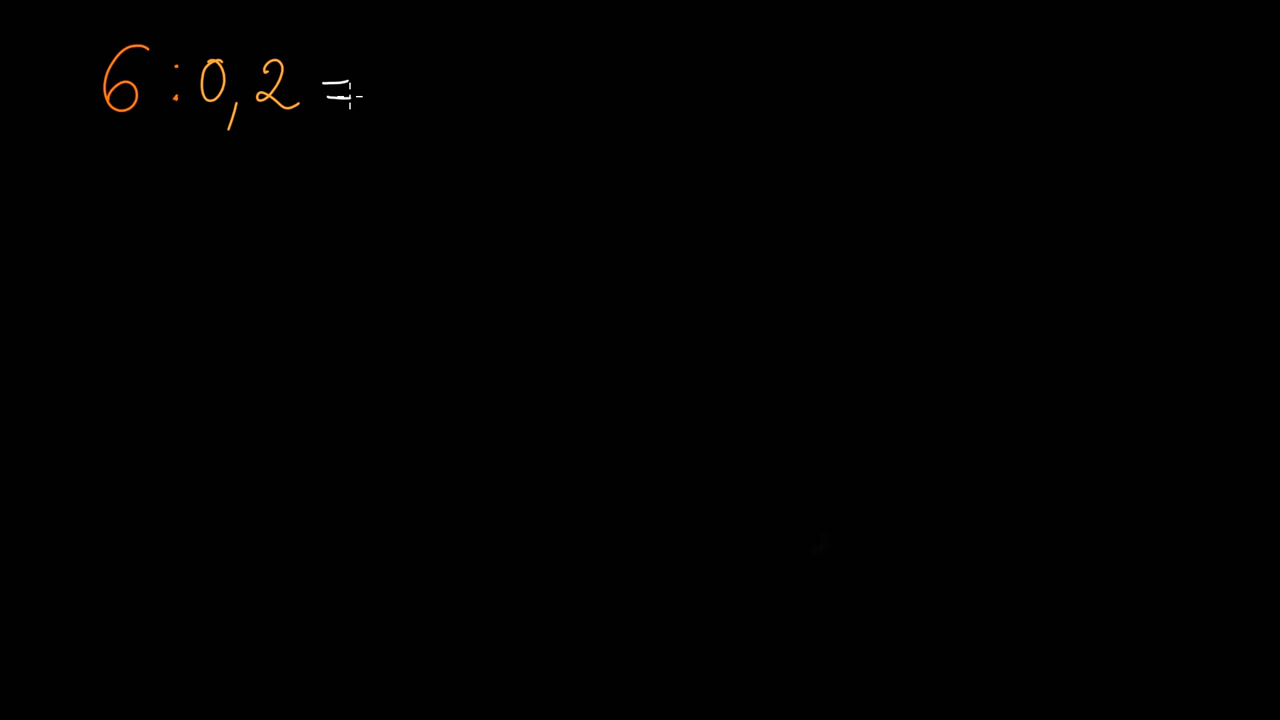 6 : 0,2 =